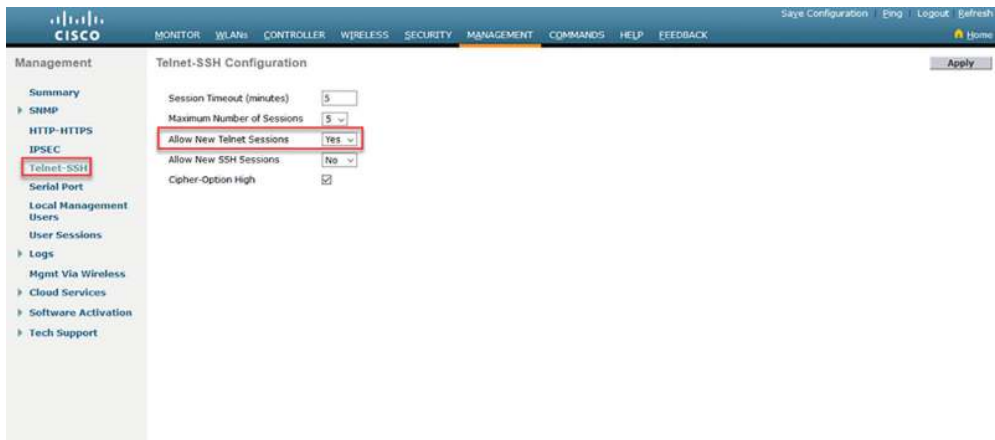 Save Configuration Ping Logout Refresh
CISCO MONITOR WLANs CONTROLLER WIRELESS SECURITY MANAGEMENT COMMANDS HELP FEEDBACK Home
Management
Telnet-SSH Configuration
Apply
Summary
SNMP
HTTP-HTTPS
IPSEC
Telnet-SSH
Serial Port
Local Management
Users
User Sessions
Logs
Mgmt Via Wireless
Cloud Services
Software Activation
Tech Support
Session Timeout (minutes) 5
Maximum Number of Sessions 5
Allow New Telnet Sessions Yes
Allow New SSH Sessions No
Cipher-Option High